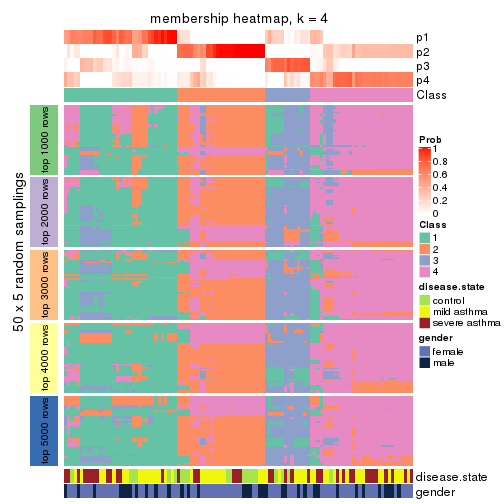 membership heatmap, k = 4
p1
p2
p3
p4
Class
50 x 5 random samplings
top 1000 rows
top 2000 rows
top 3000 rows
top 4000 rows
top 5000 rows
Prob
1
0.8
0.6
0.4
0.2
0
Class
1
2
3
4
disease.state
control
mild asthma
severe asthma
gender
female
male
disease.state
gender